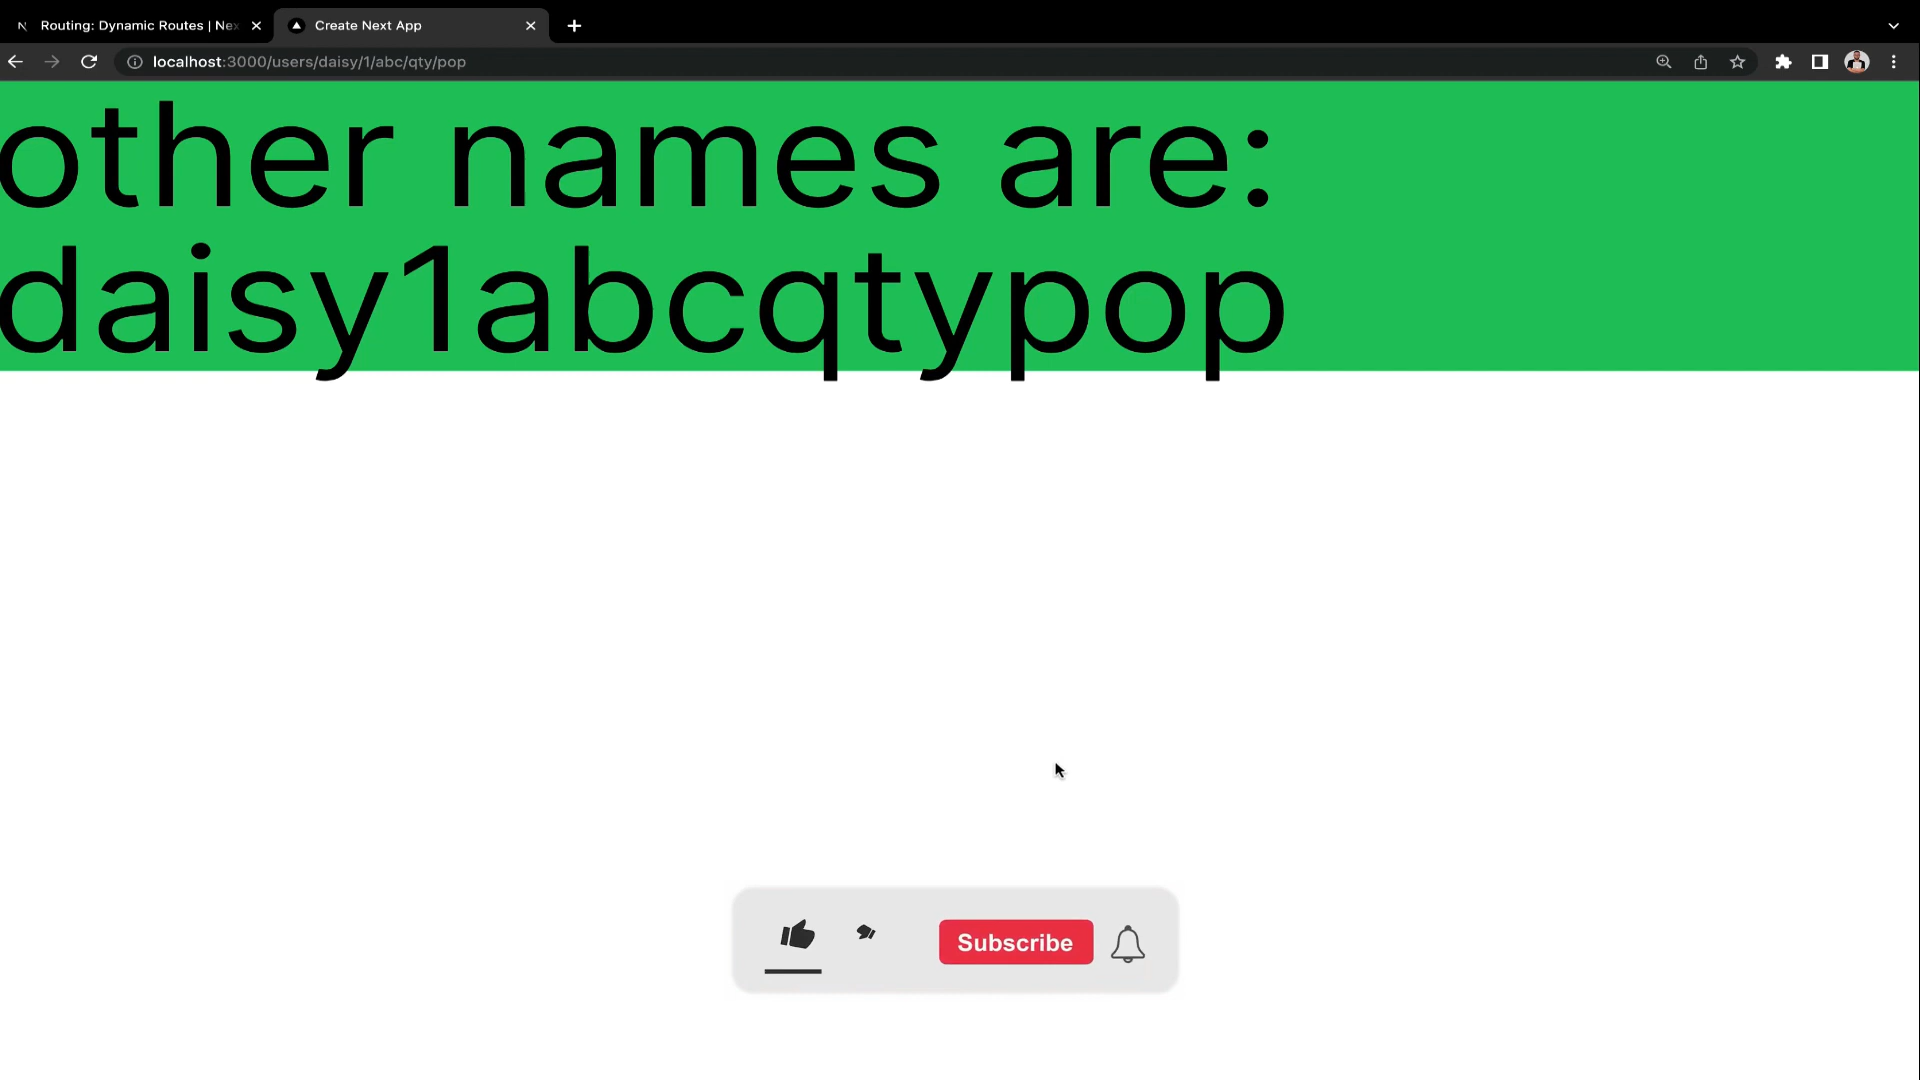 Routing: Dynamic Routes | Nex
Create Next App
localhost:3000/users/daisy/1/abc/qty/pop
other names are:
daisy1abcqtypop
Subscribe